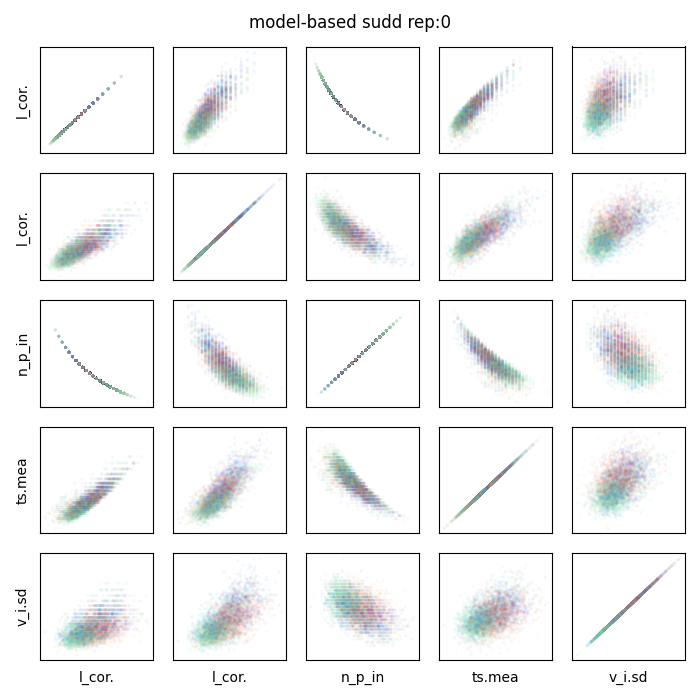 model-based sudd rep:0
l_cor.
l_cor.
n_p_in
ts.mea
v_i.sd
l_cor. l_cor. n_p_in ts.mea v_i.sd